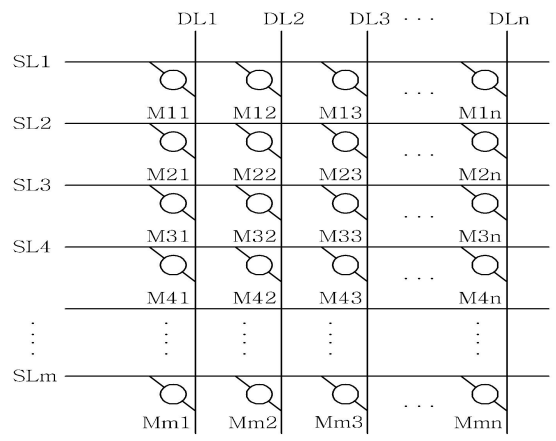 DL1 DL2 DL3 · · · DLn
SL1
M11 M12 M13 · · · M1n
SL2
M21 M22 M23 · · · M2n
SL3
M31 M32 M33 · · · M3n
SL4
M41 M42 M43 · · · M4n
SLm
Mm1 Mm2 Mm3 · · · Mmn